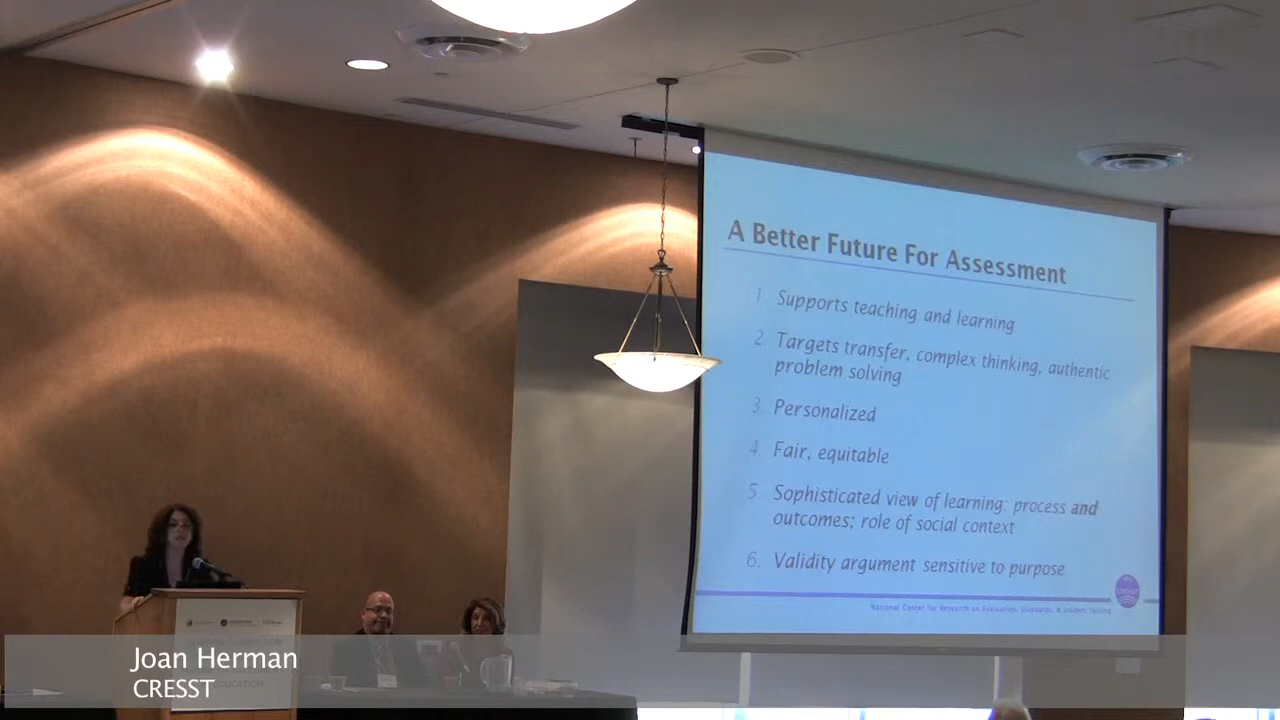 A Better Future For Assessment
1. Supports teaching and learning
2. Targets transfer, complex thinking, authentic
problem solving
3. Personalized
4. Fair, equitable
5. Sophisticated view of learning: process and
outcomes; role of social context
6. Validity argument sensitive to purpose
National Center for Research on Evaluation, Standards, & Student Testing
Joan Herman
CRESST
EDUCATION